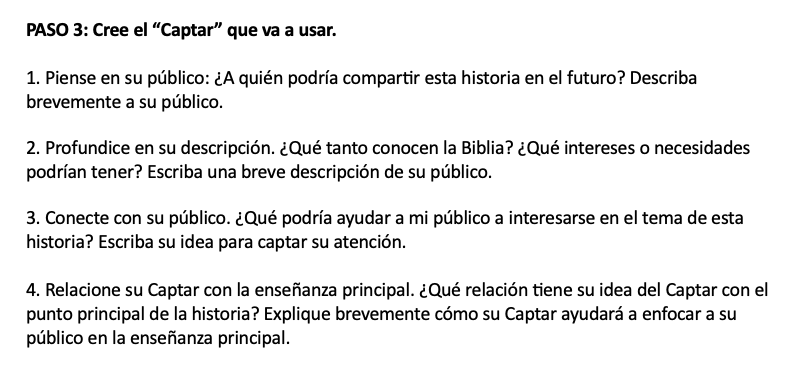 PASO 3: Cree el “Captar” que va a usar.
1. Piense en su público: ¿A quién podría compartir esta historia en el futuro? Describa
brevemente a su público.
2. Profundice en su descripción. ¿Qué tanto conocen la Biblia? ¿Qué intereses o necesidades
podrían tener? Escriba una breve descripción de su público.
3. Conecte con su público. ¿Qué podría ayudar a mi público a interesarse en el tema de esta
historia? Escriba su idea para captar su atención.
4. Relacione su Captar con la enseñanza principal. ¿Qué relación tiene su idea del Captar con el
punto principal de la historia? Explique brevemente cómo su Captar ayudará a enfocar a su
público en la enseñanza principal.